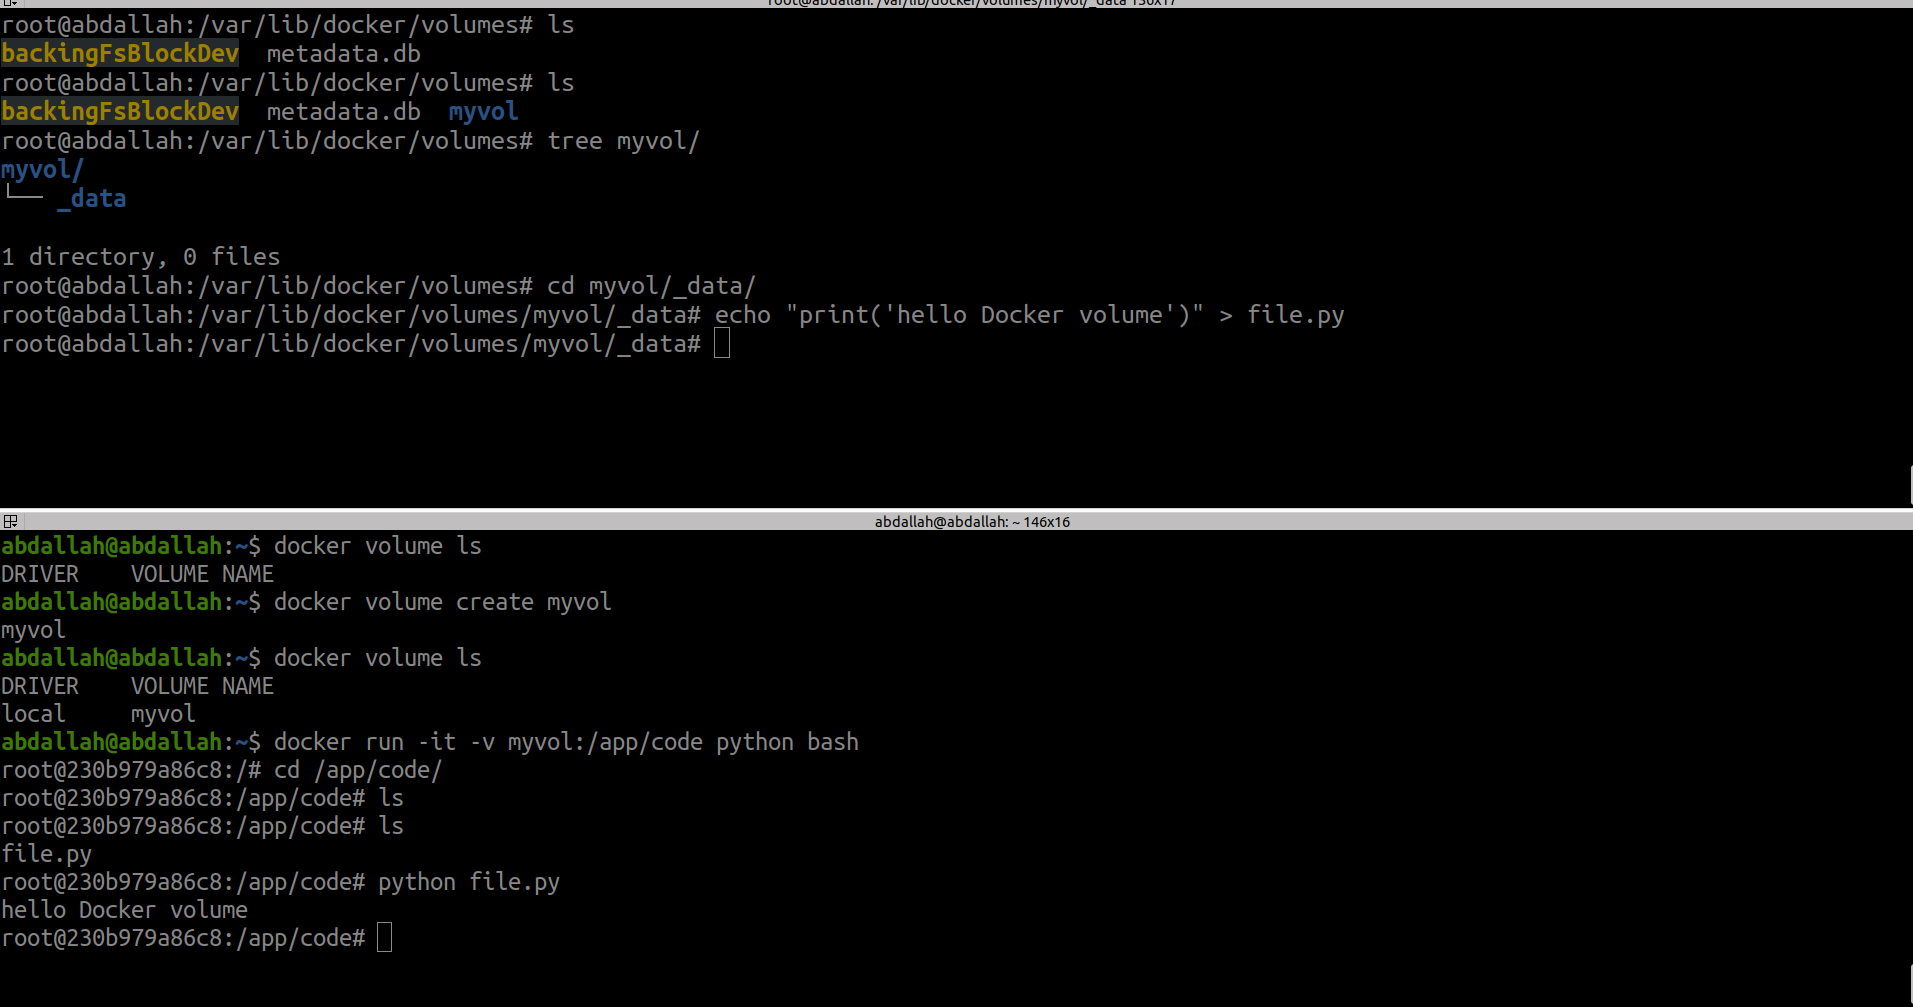 root@abdallah: /var/lib/docker/volumes/myvol/_data 136x17
root@abdallah:/var/lib/docker/volumes# ls
backingFsBlockDev  metadata.db
root@abdallah:/var/lib/docker/volumes# ls
backingFsBlockDev  metadata.db  myvol
root@abdallah:/var/lib/docker/volumes# tree myvol/
myvol/
└── _data
1 directory, 0 files
root@abdallah:/var/lib/docker/volumes# cd myvol/_data/
root@abdallah:/var/lib/docker/volumes/myvol/_data# echo "print('hello Docker volume')" > file.py
root@abdallah:/var/lib/docker/volumes/myvol/_data#
abdallah@abdallah: ~ 146x16
abdallah@abdallah:~$ docker volume ls
DRIVER    VOLUME NAME
abdallah@abdallah:~$ docker volume create myvol
myvol
abdallah@abdallah:~$ docker volume ls
DRIVER    VOLUME NAME
local     myvol
abdallah@abdallah:~$ docker run -it -v myvol:/app/code python bash
root@230b979a86c8:/# cd /app/code/
root@230b979a86c8:/app/code# ls
root@230b979a86c8:/app/code# ls
file.py
root@230b979a86c8:/app/code# python file.py
hello Docker volume
root@230b979a86c8:/app/code#